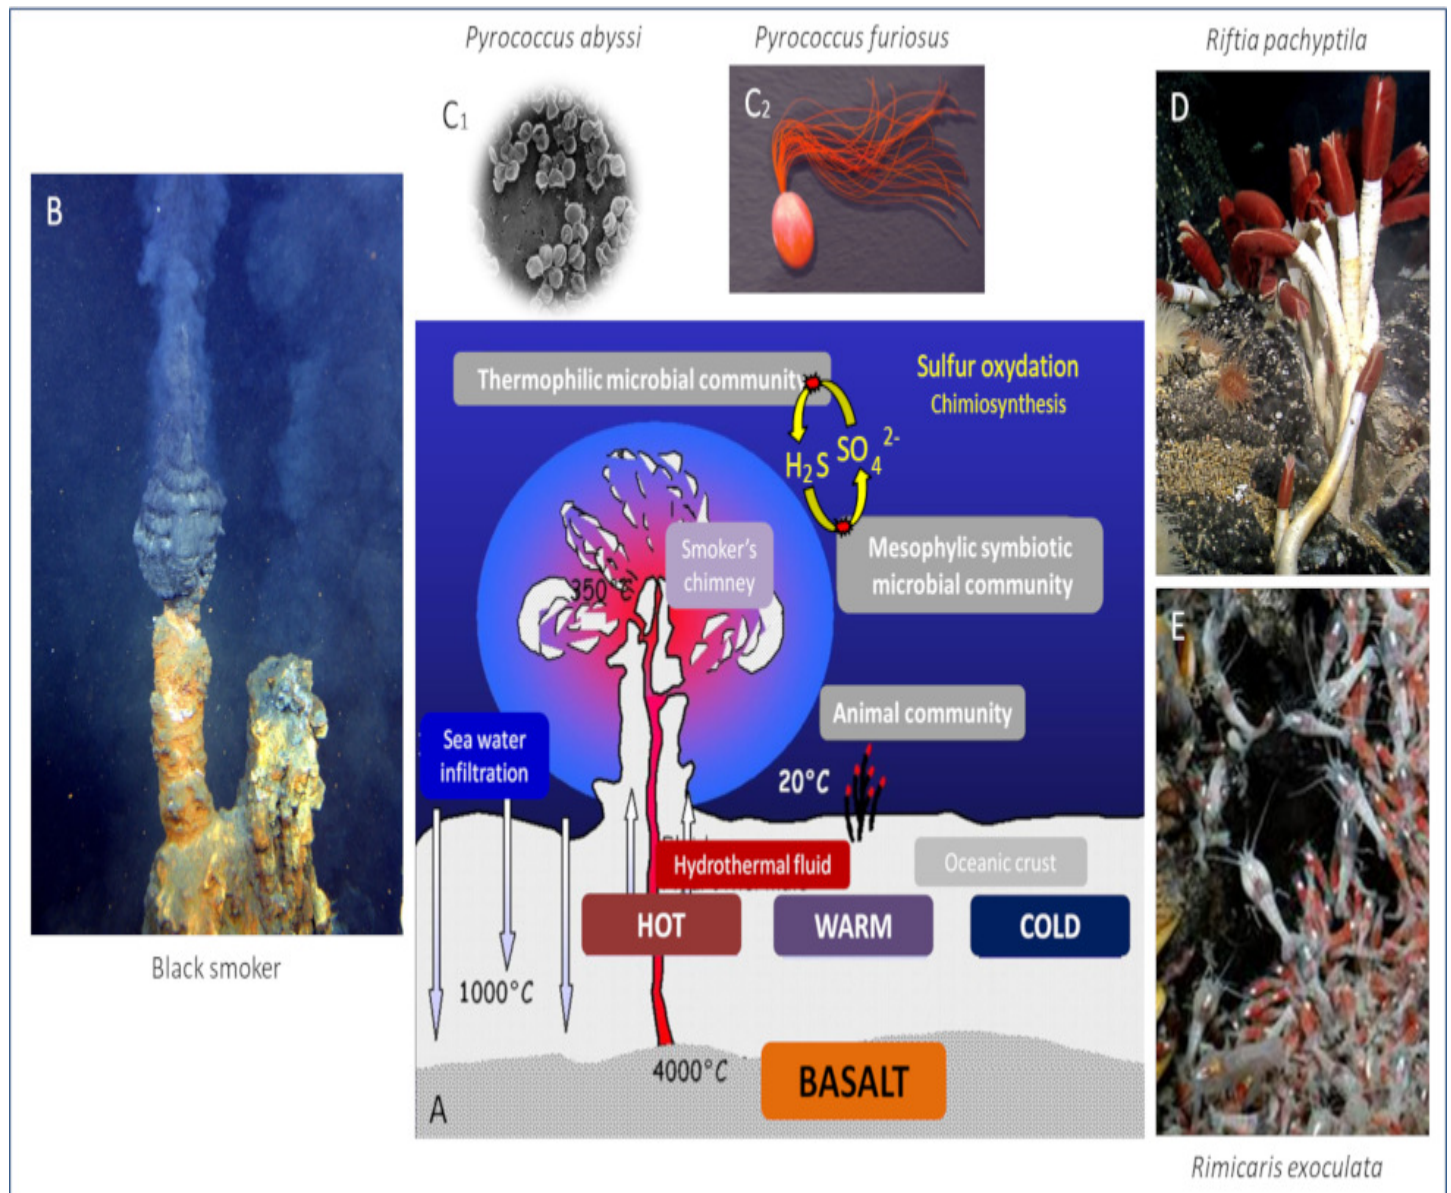 Pyrococcus abyssi
Pyrococcus furiosus
Riftia pachyptila
C1
C2
D
B
Thermophilic microbial community
Sulfur oxydation
Chimiosynthesis
H2S SO4 2-
Smoker's
chimney
350°C
Mesophylic symbiotic
microbial community
E
Animal community
Sea water
infiltration
20°C
Hydrothermal fluid
Oceanic crust
HOT
WARM
COLD
Black smoker
1000°C
4000°C
BASALT
A
Rimicaris exoculata